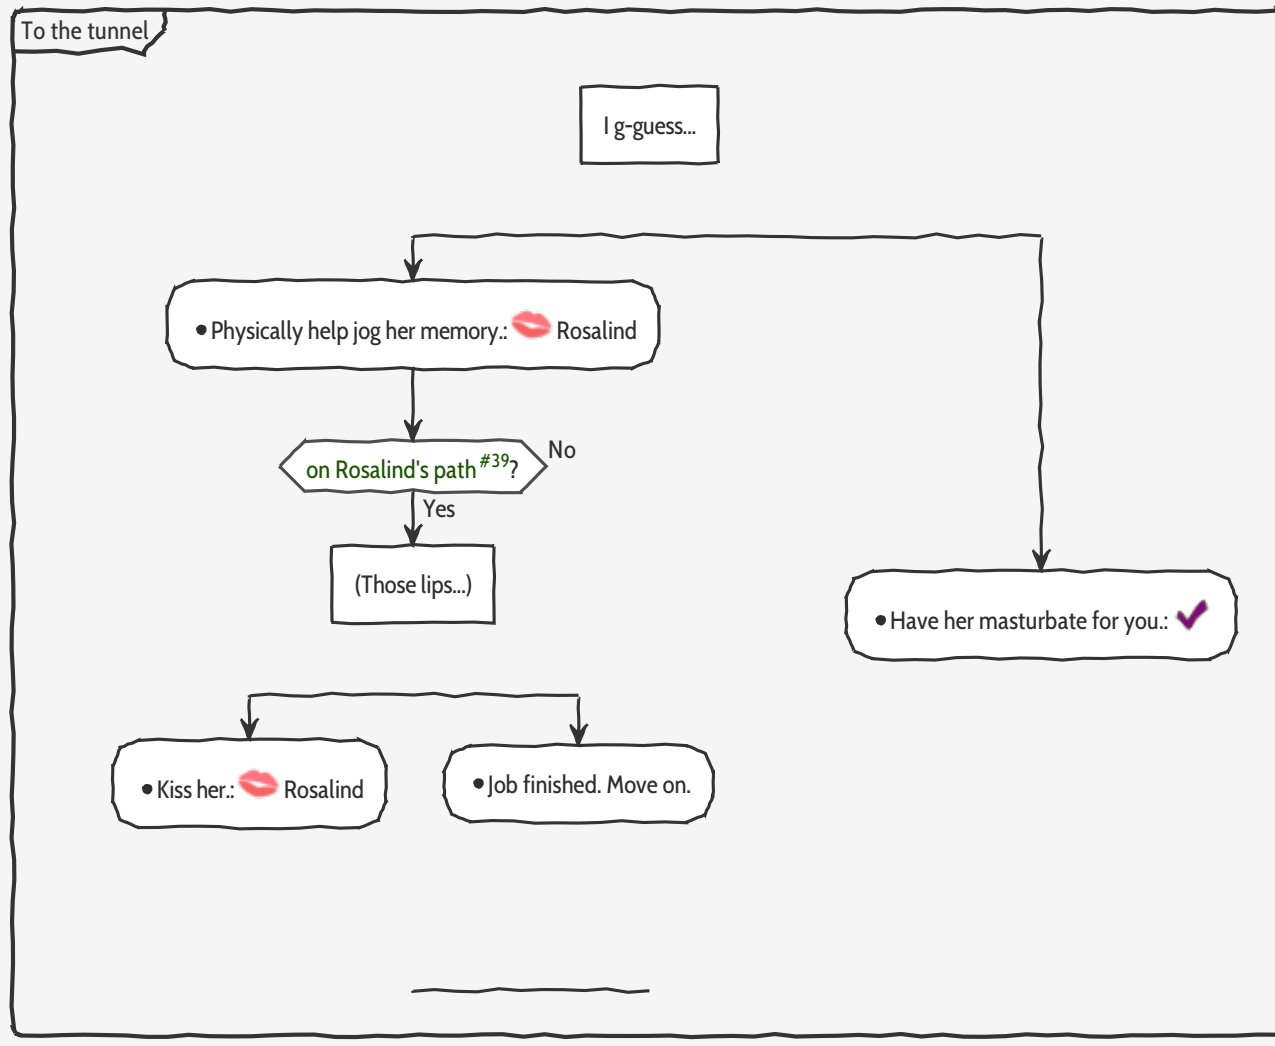 To the tunnel
I g-guess...
•Physically help jog her memory.: Rosalind
on Rosalind's path #39?
No
Yes
(Those lips...)
•Have her masturbate for you.:
•Kiss her.: Rosalind
•Job finished. Move on.